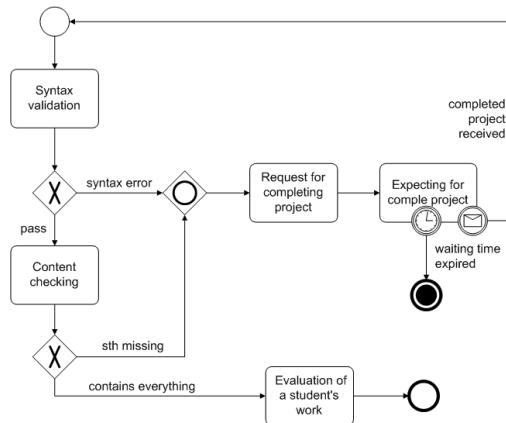 Syntax
validation
completed
project
received
syntax error
Request for
completing
project
Expecting for
comple project
pass
waiting time
expired
Content
checking
sth missing
contains everything
Evaluation of
a student's
work